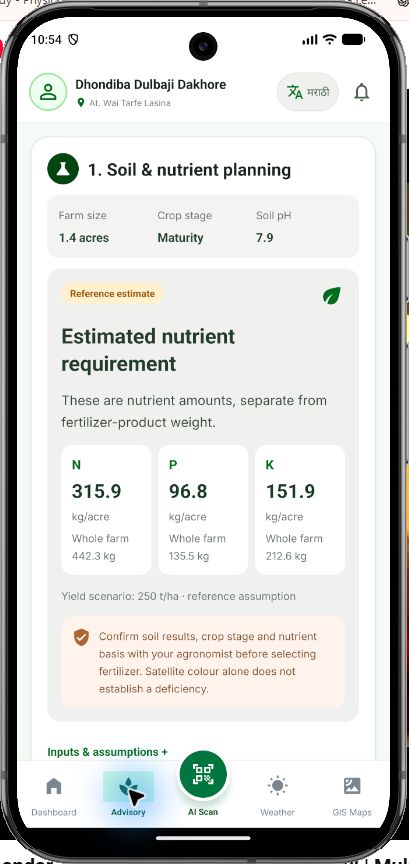 10:54
Dhondiba Dulbaji Dakhore
At. Wai Tarfe Lasina
मराठी
1. Soil & nutrient planning
Farm size Crop stage Soil pH
1.4 acres Maturity 7.9
Reference estimate
Estimated nutrient
requirement
These are nutrient amounts, separate from
fertilizer-product weight.
N P K
315.9 96.8 151.9
kg/acre kg/acre kg/acre
Whole farm Whole farm Whole farm
442.3 kg 135.5 kg 212.6 kg
Yield scenario: 250 t/ha · reference assumption
Confirm soil results, crop stage and nutrient
basis with your agronomist before selecting
fertilizer. Satellite colour alone does not
establish a deficiency.
Inputs & assumptions +
Dashboard Advisory AI Scan Weather GIS Maps